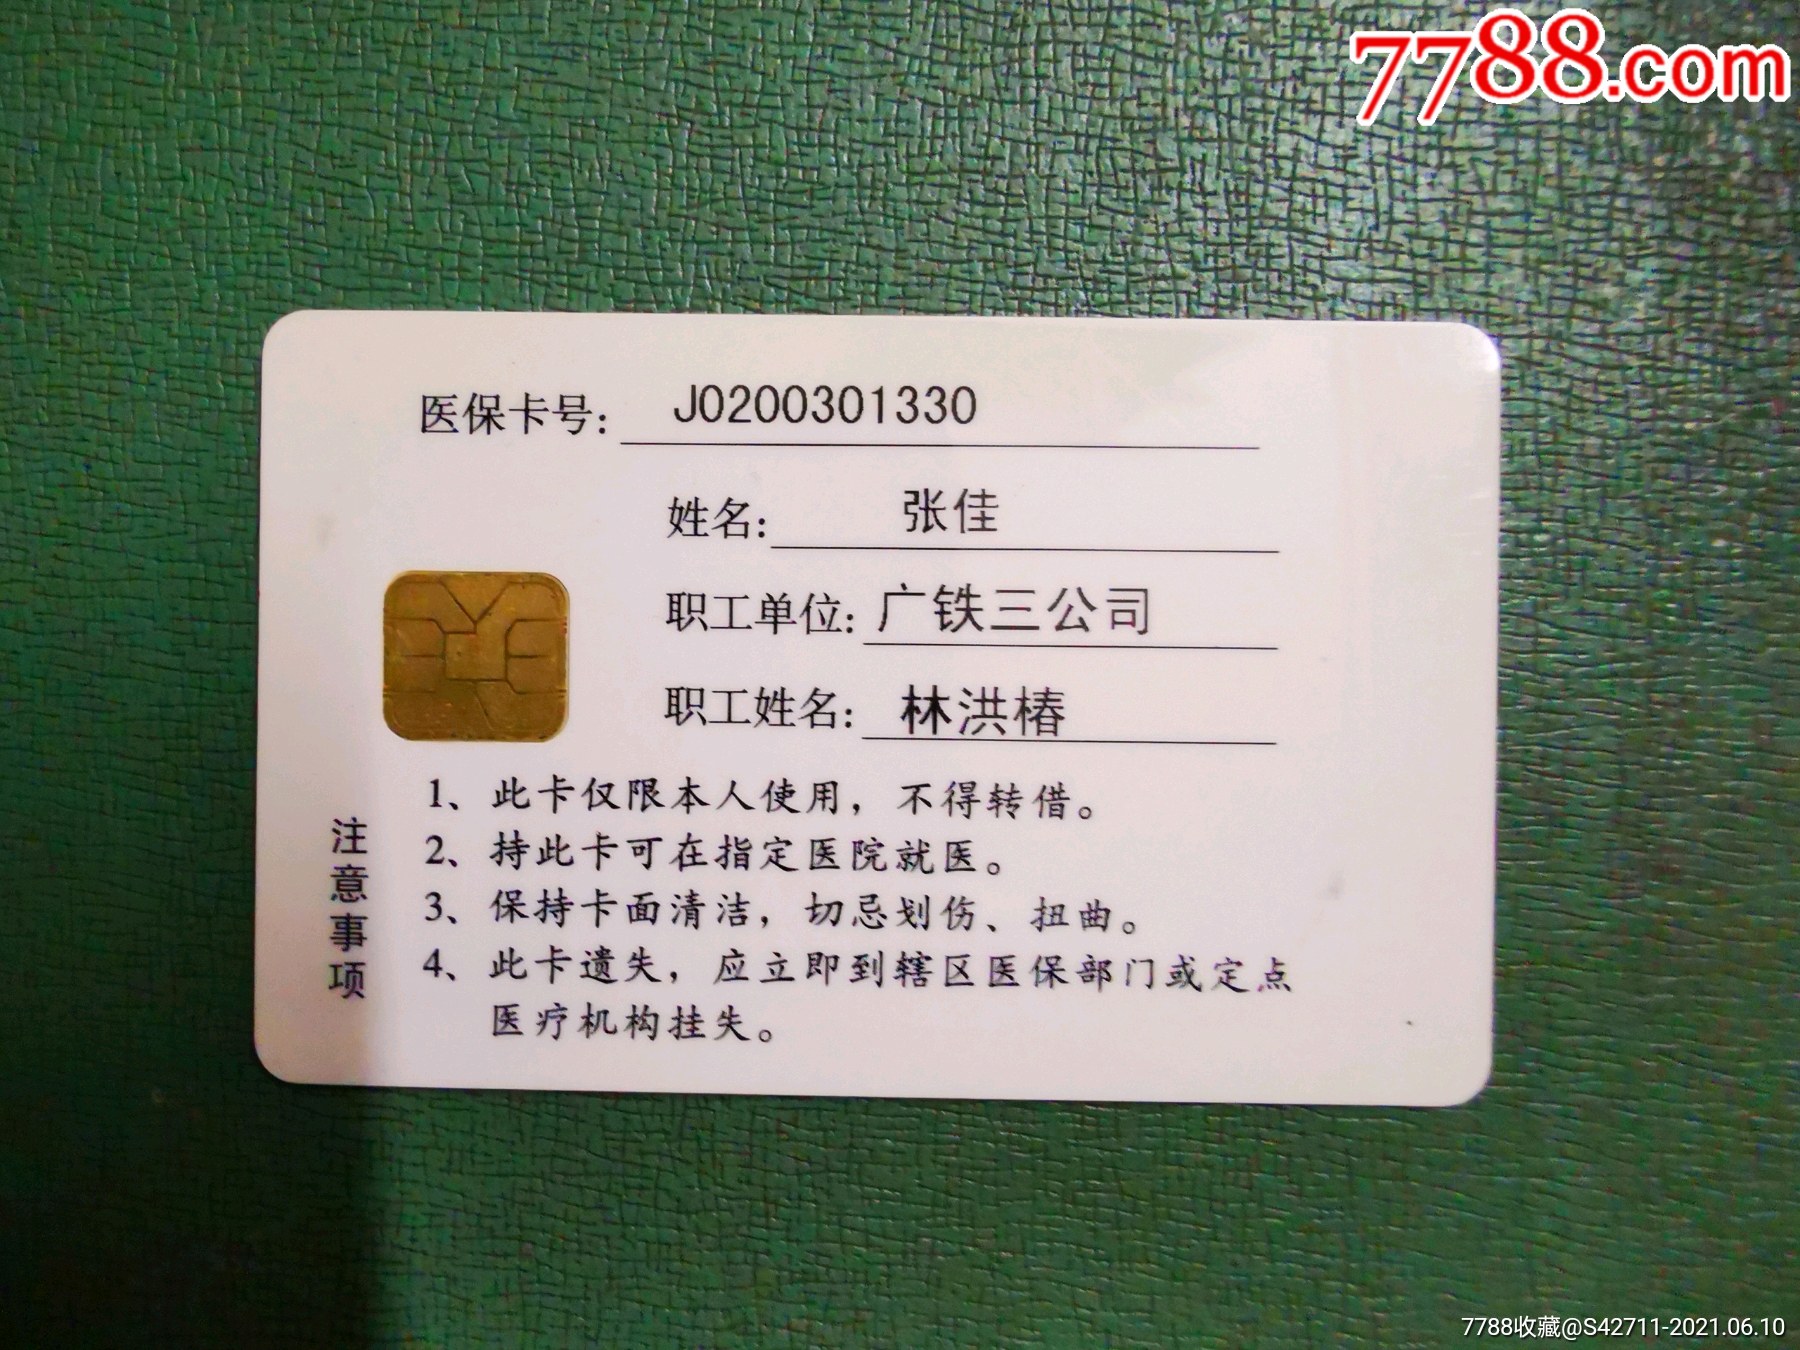 7788.com
医保卡号: J0200301330
姓名: 张佳
职工单位: 广铁三公司
职工姓名: 林洪椿
注意事项
1、此卡仅限本人使用，不得转借。
2、持此卡可在指定医院就医。
3、保持卡面清洁，切忌划伤、扭曲。
4、此卡遗失，应立即到辖区医保部门或定点
医疗机构挂失。
7788收藏@S42711-2021.06.10